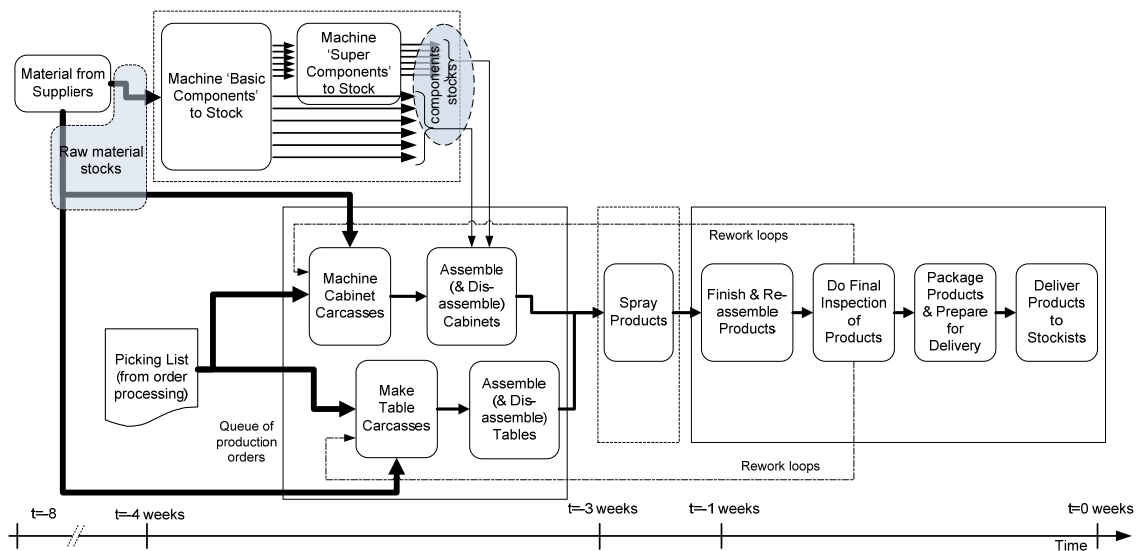 Material from
Suppliers
Machine ‘Basic
Components’
to Stock
Machine
‘Super
Components’
to Stock
components
stocks
Raw material
stocks
Rework loops
Machine
Cabinet
Carcasses
Assemble
(& Dis-
assemble)
Cabinets
Spray
Products
Finish & Re-
assemble
Products
Do Final
Inspection
of
Products
Package
Products
& Prepare
for
Delivery
Deliver
Products
to
Stockists
Picking List
(from order
processing)
Make
Table
Carcasses
Assemble
(& Dis-
assemble)
Tables
Queue of
production
orders
Rework loops
t=-8
t=-4 weeks
t=-3 weeks
t=-1 weeks
t=0 weeks
Time